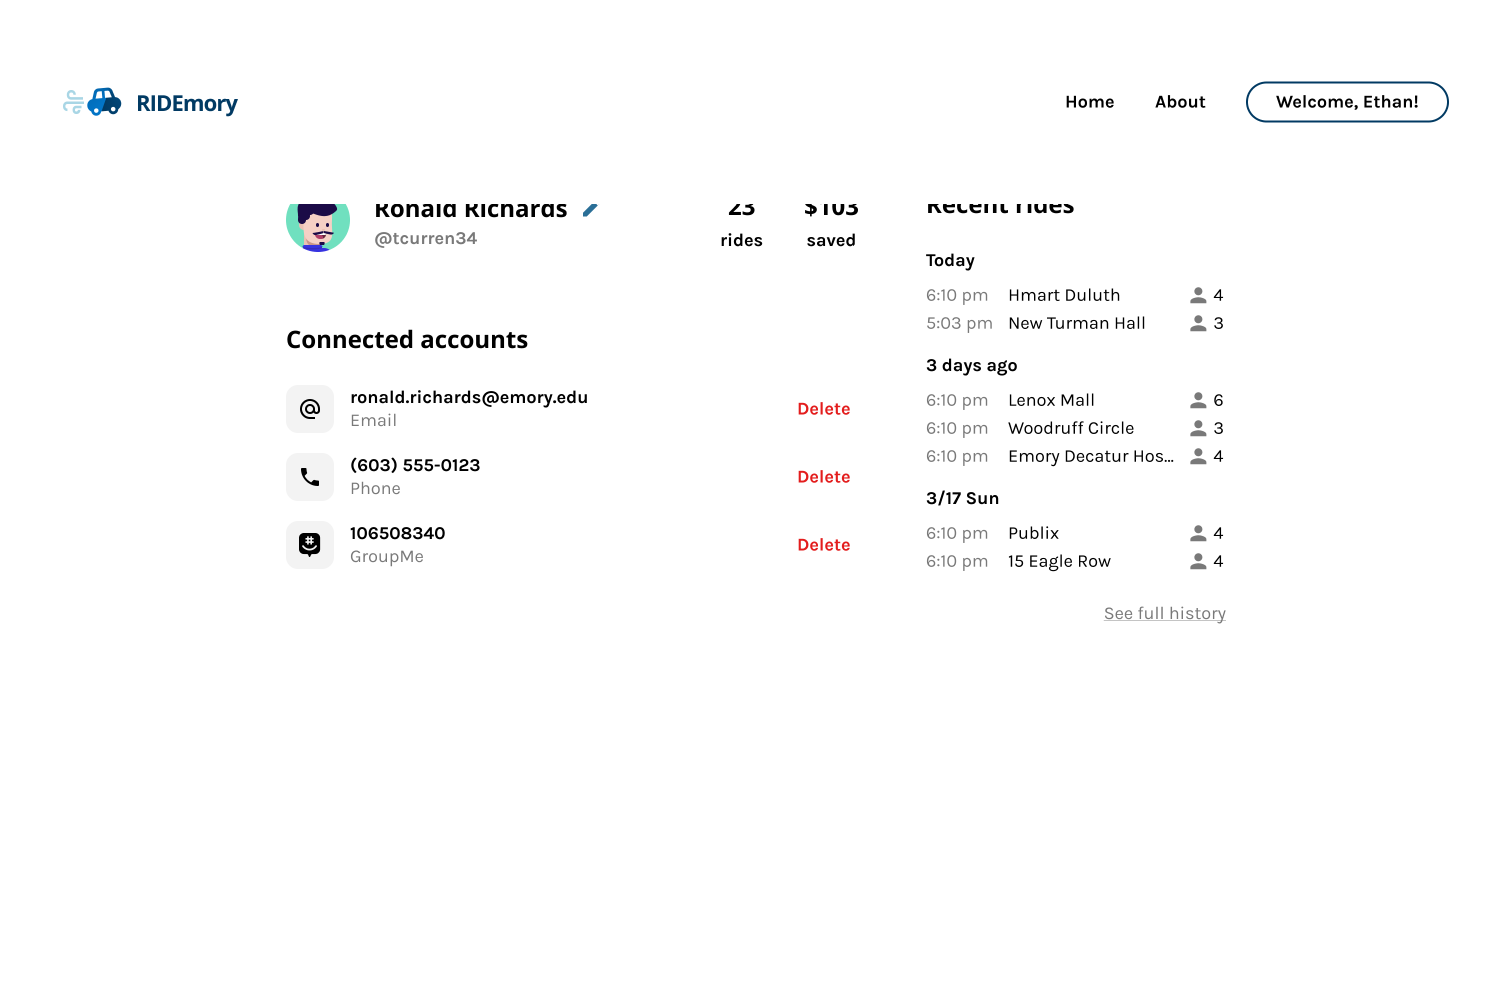 RIDEmory
Home
About
Welcome, Ethan!
Ronald Richards
@tcurren34
23
rides
$103
saved
Connected accounts
ronald.richards@emory.edu
Email
Delete
(603) 555-0123
Phone
Delete
106508340
GroupMe
Delete
Recent rides
Today
6:10 pm Hmart Duluth 4
5:03 pm New Turman Hall 3
3 days ago
6:10 pm Lenox Mall 6
6:10 pm Woodruff Circle 3
6:10 pm Emory Decatur Hos... 4
3/17 Sun
6:10 pm Publix 4
6:10 pm 15 Eagle Row 4
See full history